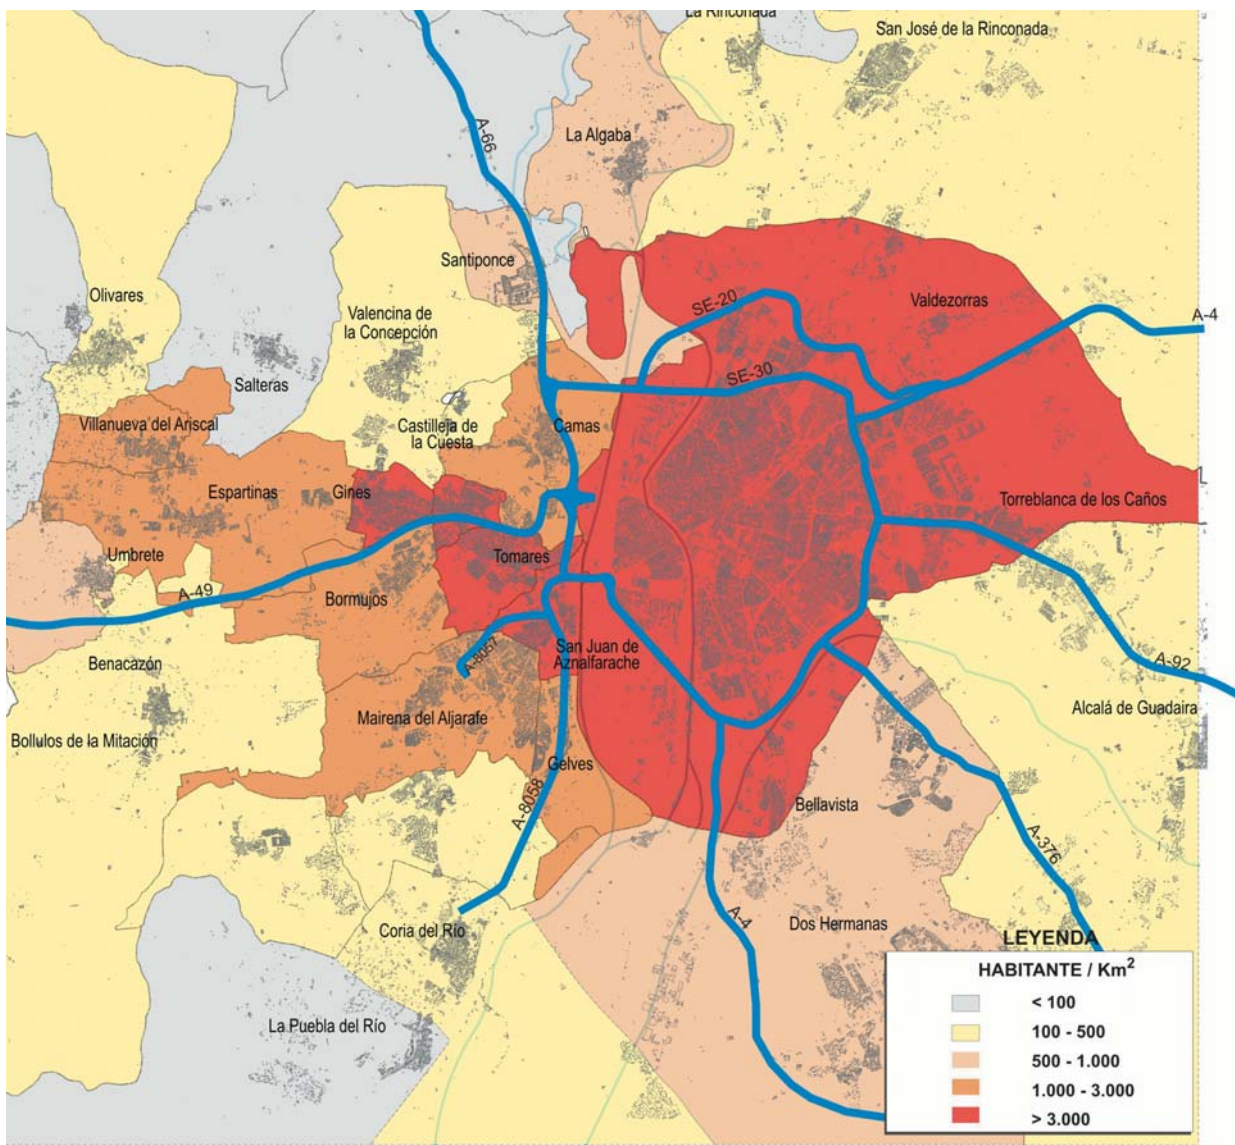 La Rinconada
San José de la Rinconada
A-66
La Algaba
Santiponce
Olivares
Valencina de
la Concepción
SE-20
Valdezorras
A-4
Salteras
SE-30
Villanueva del Ariscal
Castilleja de
la Cuesta
Camas
Espartinas
Gines
Torreblanca de los Caños
Umbrete
Tomares
A-49
Bormujos
Benacazón
A-8057
San Juan de
Aznalfarache
A-92
Alcalá de Guadaira
Mairena del Aljarafe
Bollulos de la Mitación
Gelves
A-8058
Bellavista
A-376
Coria del Río
A-4
Dos Hermanas
La Puebla del Río
LEYENDA
HABITANTE / Km²
< 100
100 - 500
500 - 1.000
1.000 - 3.000
> 3.000